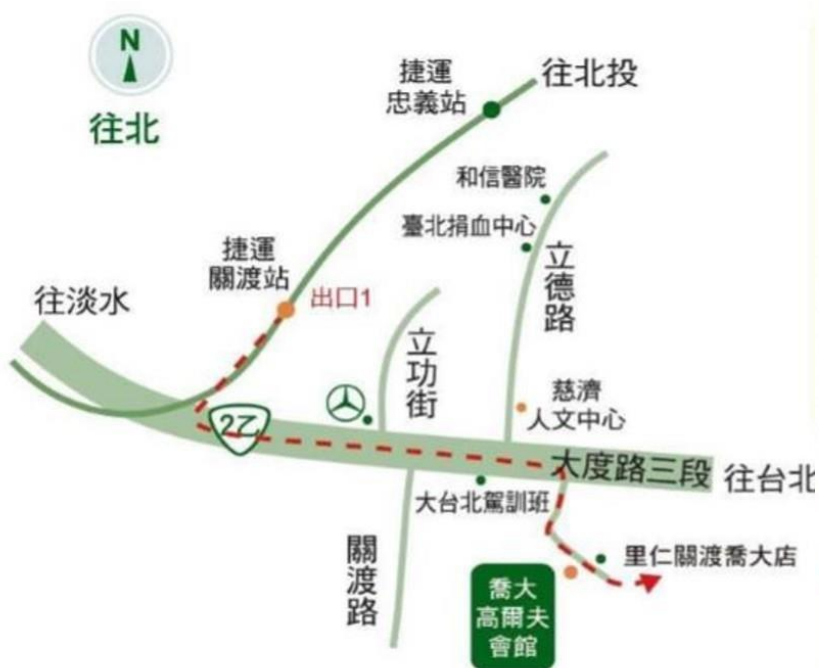 N
往北
捷運
忠義站
往北投
和信醫院
臺北捐血中心
立德路
捷運
關渡站
出口1
往淡水
立功街
慈濟
人文中心
2乙
大度路三段
往台北
大台北駕訓班
關渡路
里仁關渡喬大店
喬大
高爾夫
會館